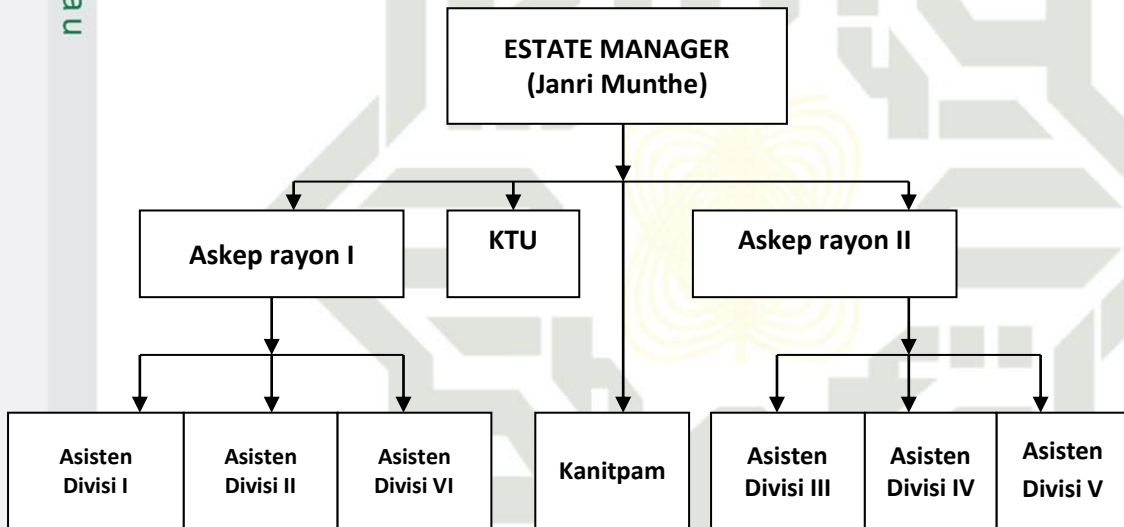 au
ESTATE MANAGER
(Janri Munthe)
Askep rayon I
KTU
Askep rayon II
Asisten
Divisi I
Asisten
Divisi II
Asisten
Divisi VI
Kanitpam
Asisten
Divisi III
Asisten
Divisi IV
Asisten
Divisi V